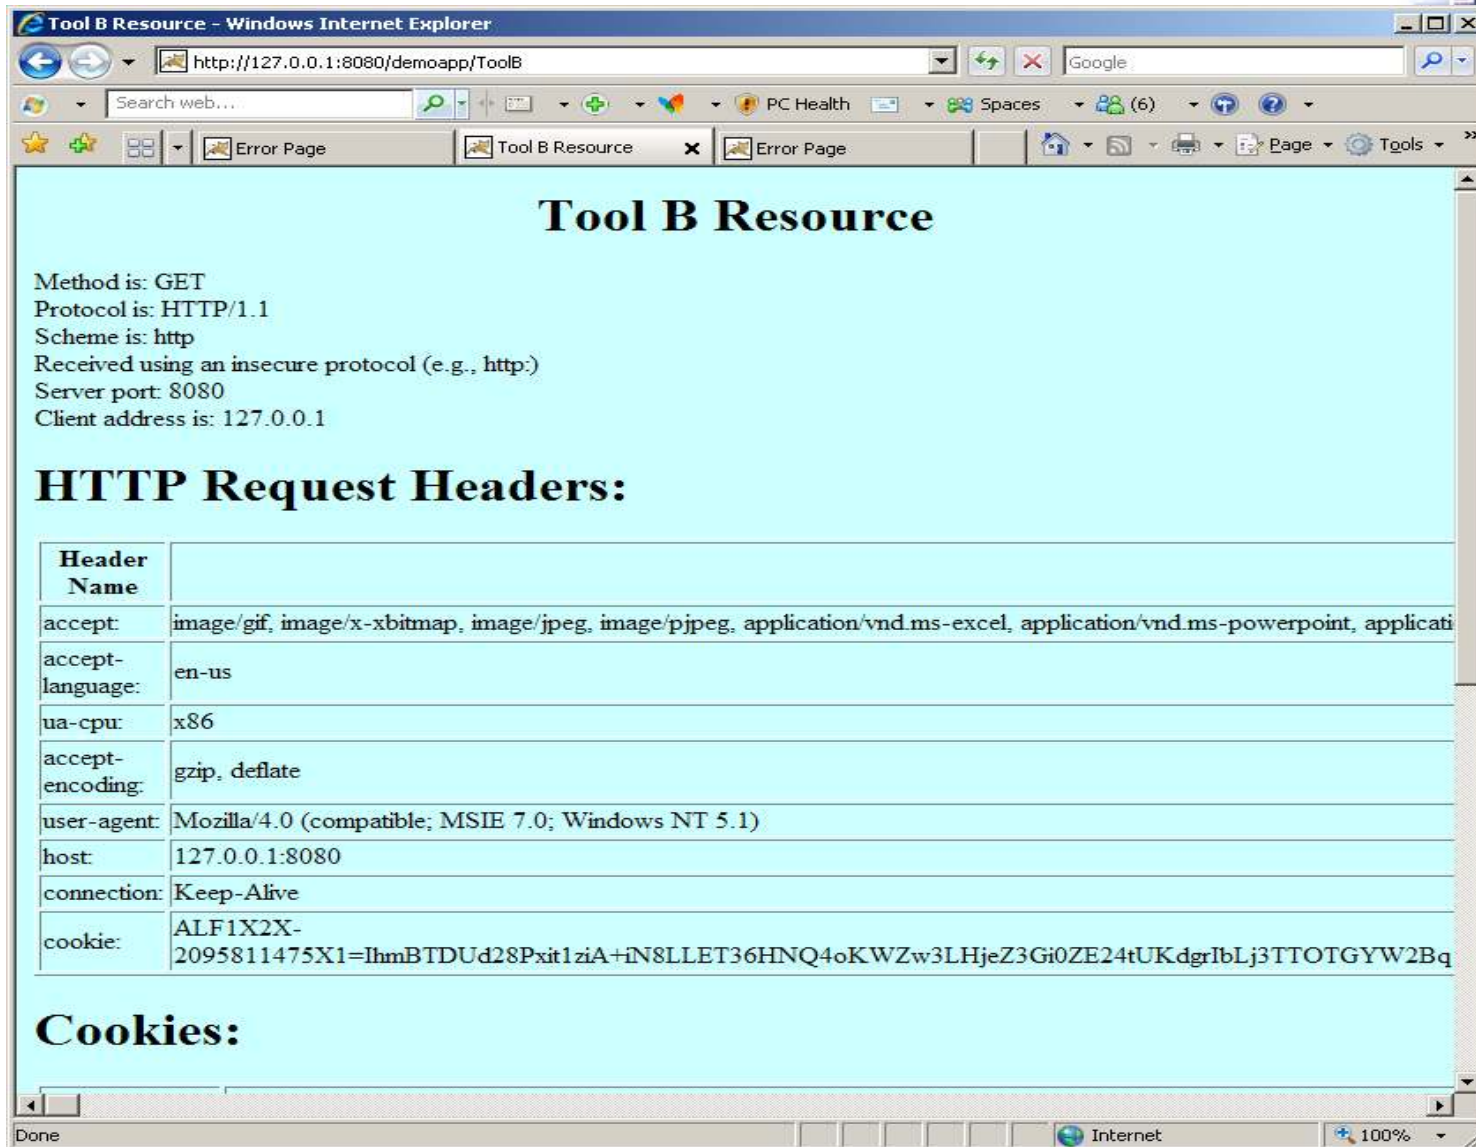 Tool B Resource - Windows Internet Explorer
http://127.0.0.1:8080/demoapp/ToolB
Google
Search web...
PC Health
Spaces
(6)
Error Page
Tool B Resource
Error Page
Page
Tools
Tool B Resource
Method is: GET
Protocol is: HTTP/1.1
Scheme is: http
Received using an insecure protocol (e.g., http:)
Server port: 8080
Client address is: 127.0.0.1
HTTP Request Headers:
Header
Name
accept: image/gif, image/x-xbitmap, image/jpeg, image/pjpeg, application/vnd.ms-excel, application/vnd.ms-powerpoint, applicati
accept-
language: en-us
ua-cpu: x86
accept-
encoding: gzip, deflate
user-agent: Mozilla/4.0 (compatible; MSIE 7.0; Windows NT 5.1)
host: 127.0.0.1:8080
connection: Keep-Alive
cookie: ALF1X2X-
2095811475X1=IhmBTDUd28Pxit1ziA+iN8LLET36HNQ4oKWZw3LHjeZ3Gi0ZE24tUKdgrIbLj3TTOTGYW2Bq
Cookies:
Done
Internet
100%